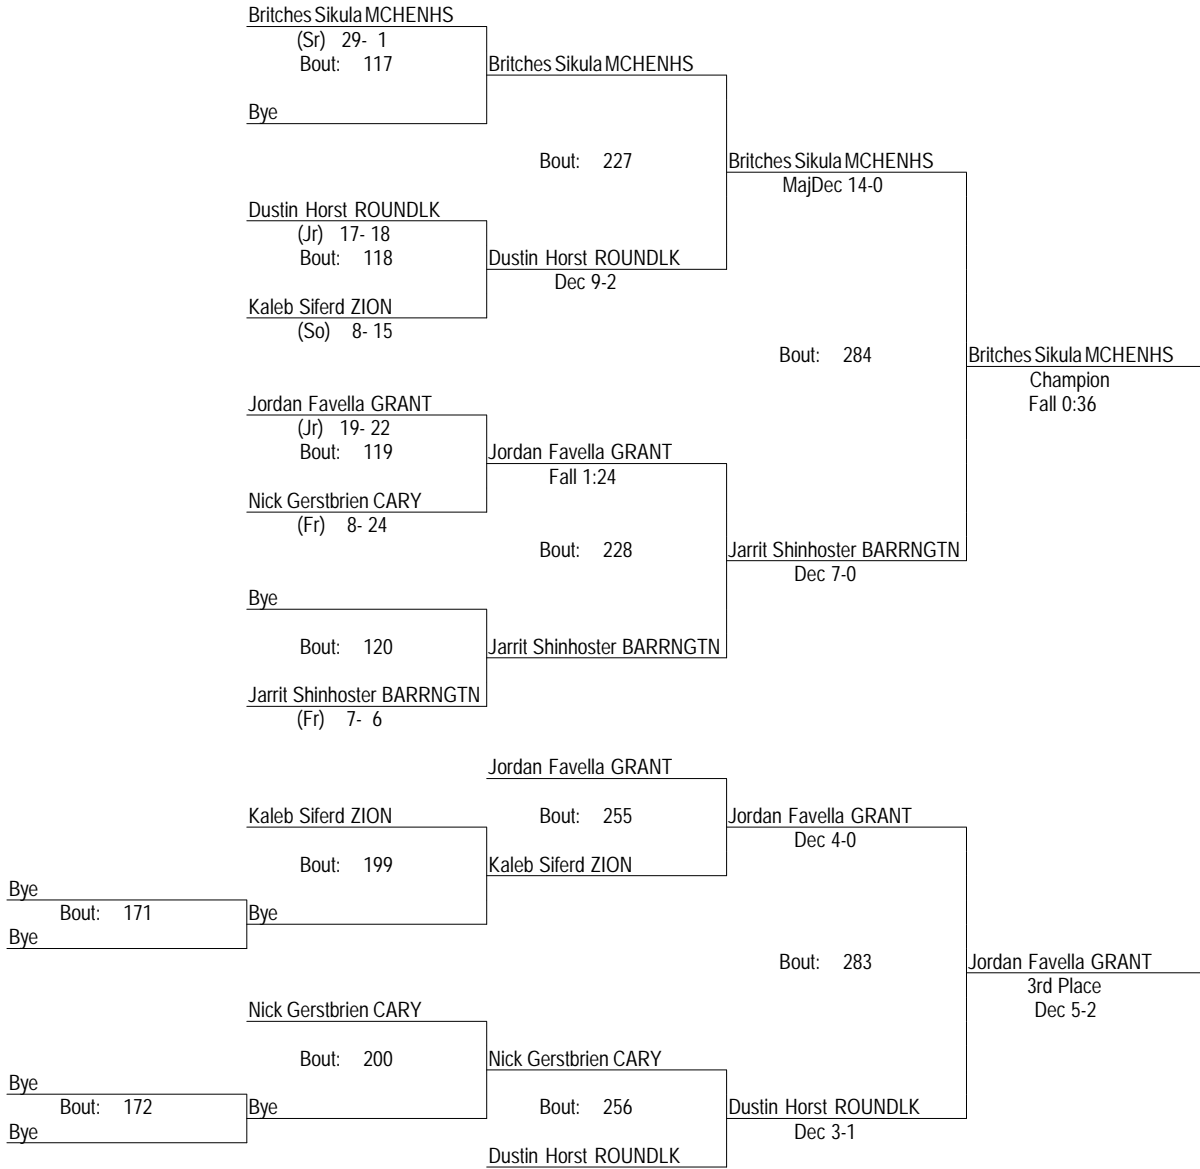 Britches Sikula MCHENHS
(Sr) 29- 1
Bout: 117
Britches Sikula MCHENHS
Bye
Bout: 227
Britches Sikula MCHENHS
MajDec 14-0
Dustin Horst ROUNDLK
(Jr) 17- 18
Bout: 118
Dustin Horst ROUNDLK
Dec 9-2
Kaleb Siferd ZION
(So) 8- 15
Bout: 284
Britches Sikula MCHENHS
Champion
Fall 0:36
Jordan Favella GRANT
(Jr) 19- 22
Bout: 119
Jordan Favella GRANT
Fall 1:24
Nick Gerstbrien CARY
(Fr) 8- 24
Bout: 228
Jarrit Shinhoster BARRNGTN
Dec 7-0
Bye
Bout: 120
Jarrit Shinhoster BARRNGTN
Jarrit Shinhoster BARRNGTN
(Fr) 7- 6
Jordan Favella GRANT
Kaleb Siferd ZION
Bout: 255
Jordan Favella GRANT
Dec 4-0
Bout: 199
Kaleb Siferd ZION
Bye
Bout: 171
Bye
Bye
Bout: 283
Jordan Favella GRANT
3rd Place
Dec 5-2
Nick Gerstbrien CARY
Bout: 200
Nick Gerstbrien CARY
Bye
Bout: 172
Bye
Bout: 256
Dustin Horst ROUNDLK
Dec 3-1
Bye
Dustin Horst ROUNDLK